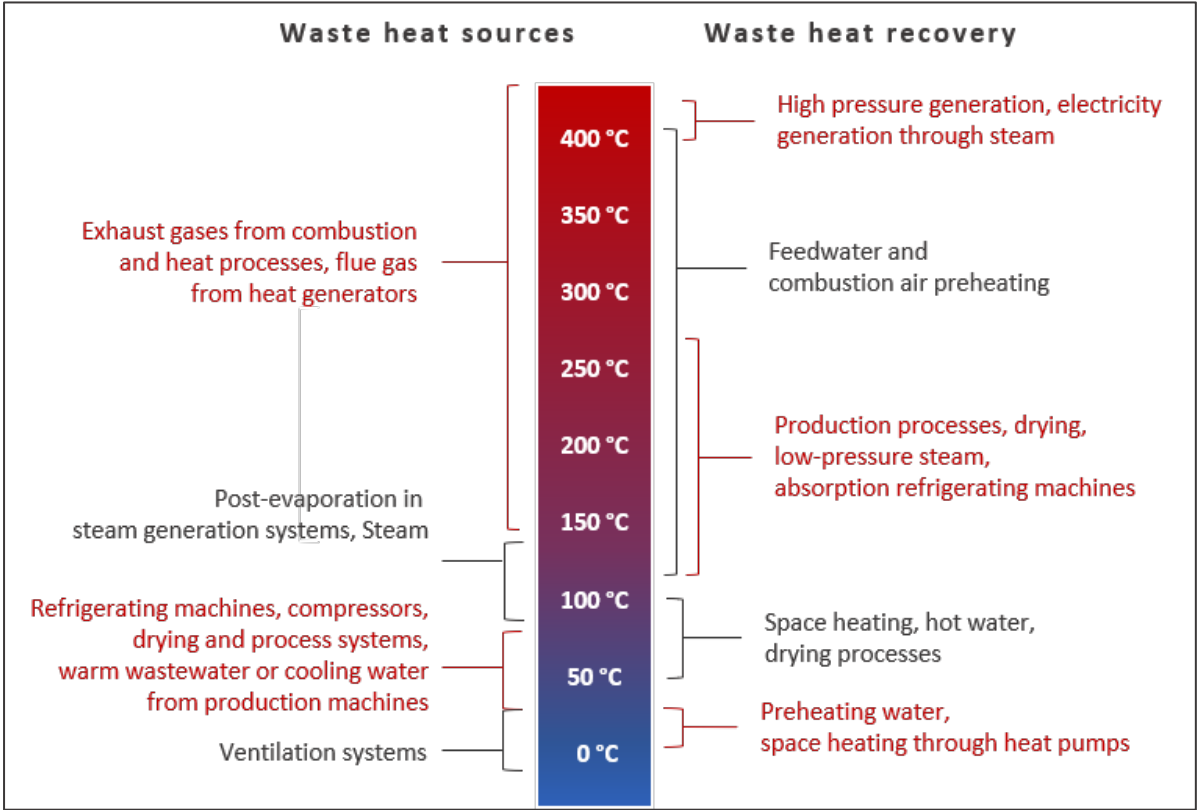 Waste heat sources
Waste heat recovery
400 °C
350 °C
300 °C
250 °C
200 °C
150 °C
100 °C
50 °C
0 °C
Exhaust gases from combustion
and heat processes, flue gas
from heat generators
Post-evaporation in
steam generation systems, Steam
Refrigerating machines, compressors,
drying and process systems,
warm wastewater or cooling water
from production machines
Ventilation systems
High pressure generation, electricity
generation through steam
Feedwater and
combustion air preheating
Production processes, drying,
low-pressure steam,
absorption refrigerating machines
Space heating, hot water,
drying processes
Preheating water,
space heating through heat pumps